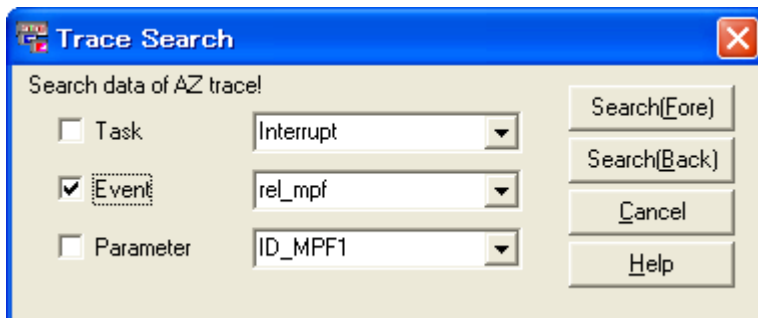 Trace Search
Search data of AZ trace!
Task
Interrupt
Event
rel_mpf
Parameter
ID_MPF1
Search(Fore)
Search(Back)
Cancel
Help